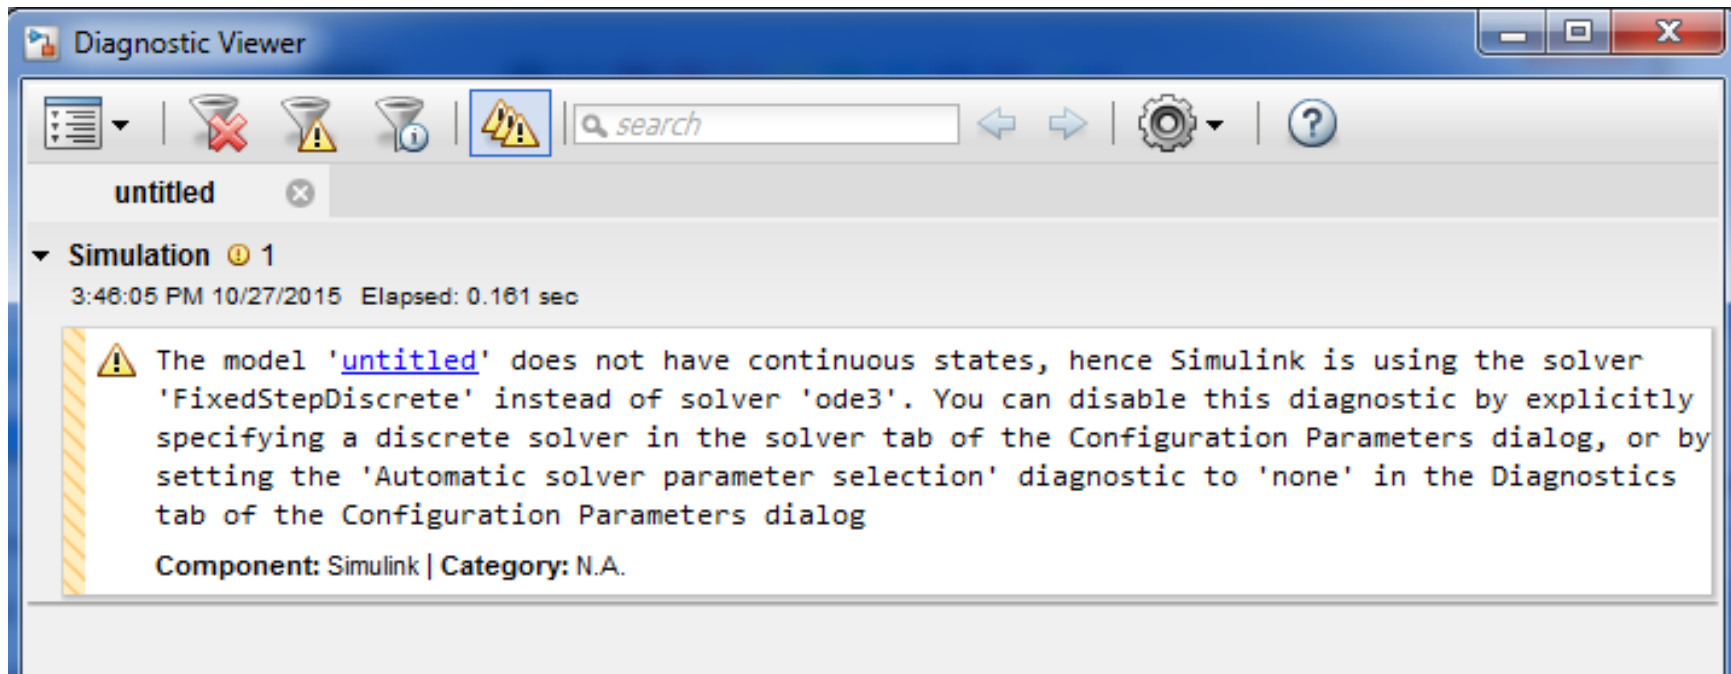 Diagnostic Viewer
search
untitled
Simulation 1
3:46:05 PM 10/27/2015 Elapsed: 0.161 sec
The model 'untitled' does not have continuous states, hence Simulink is using the solver
'FixedStepDiscrete' instead of solver 'ode3'. You can disable this diagnostic by explicitly
specifying a discrete solver in the solver tab of the Configuration Parameters dialog, or by
setting the 'Automatic solver parameter selection' diagnostic to 'none' in the Diagnostics
tab of the Configuration Parameters dialog
Component: Simulink | Category: N.A.